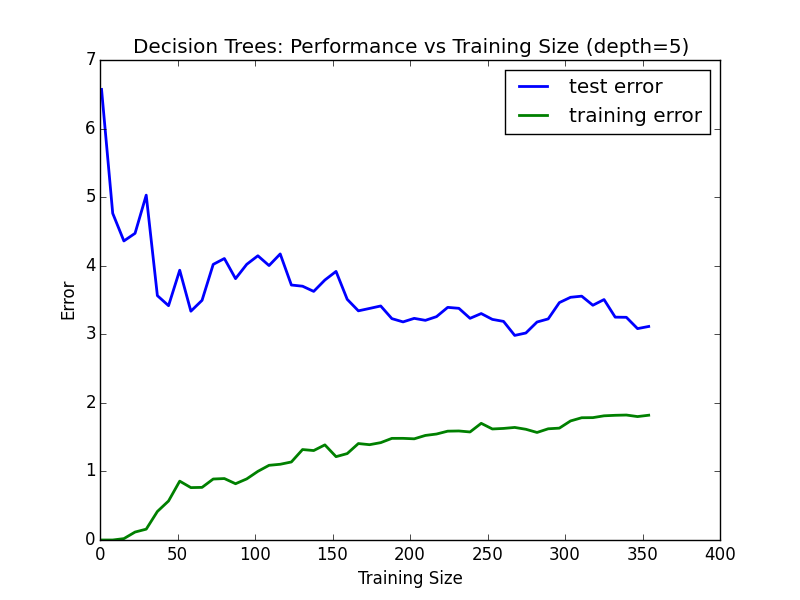 Decision Trees: Performance vs Training Size (depth=5)
test error
training error
7
6
5
4
3
2
1
0
Error
0 50 100 150 200 250 300 350 400
Training Size